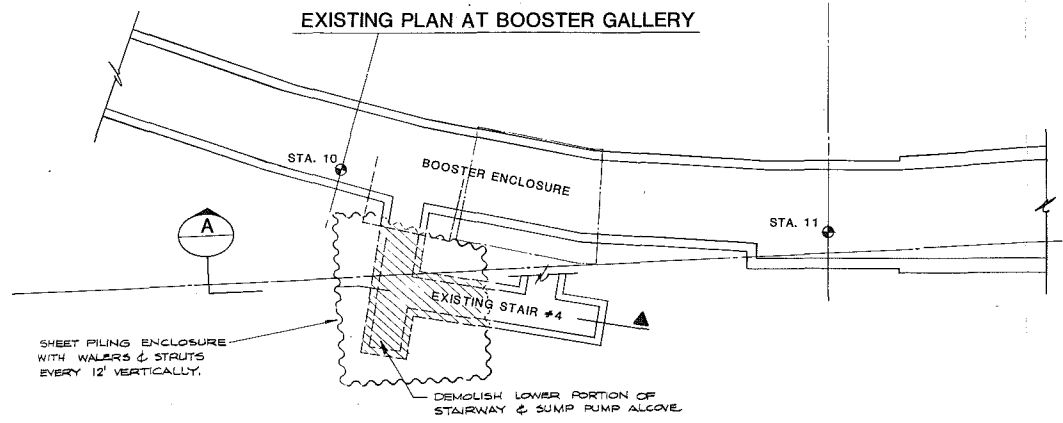 EXISTING PLAN AT BOOSTER GALLERY
STA. 10
BOOSTER ENCLOSURE
STA. 11
A
EXISTING STAIR #4
SHEET PILING ENCLOSURE
WITH WALERS & STRUTS
EVERY 12' VERTICALLY.
DEMOLISH LOWER PORTION OF
STAIRWAY & SUMP PUMP ALCOVE